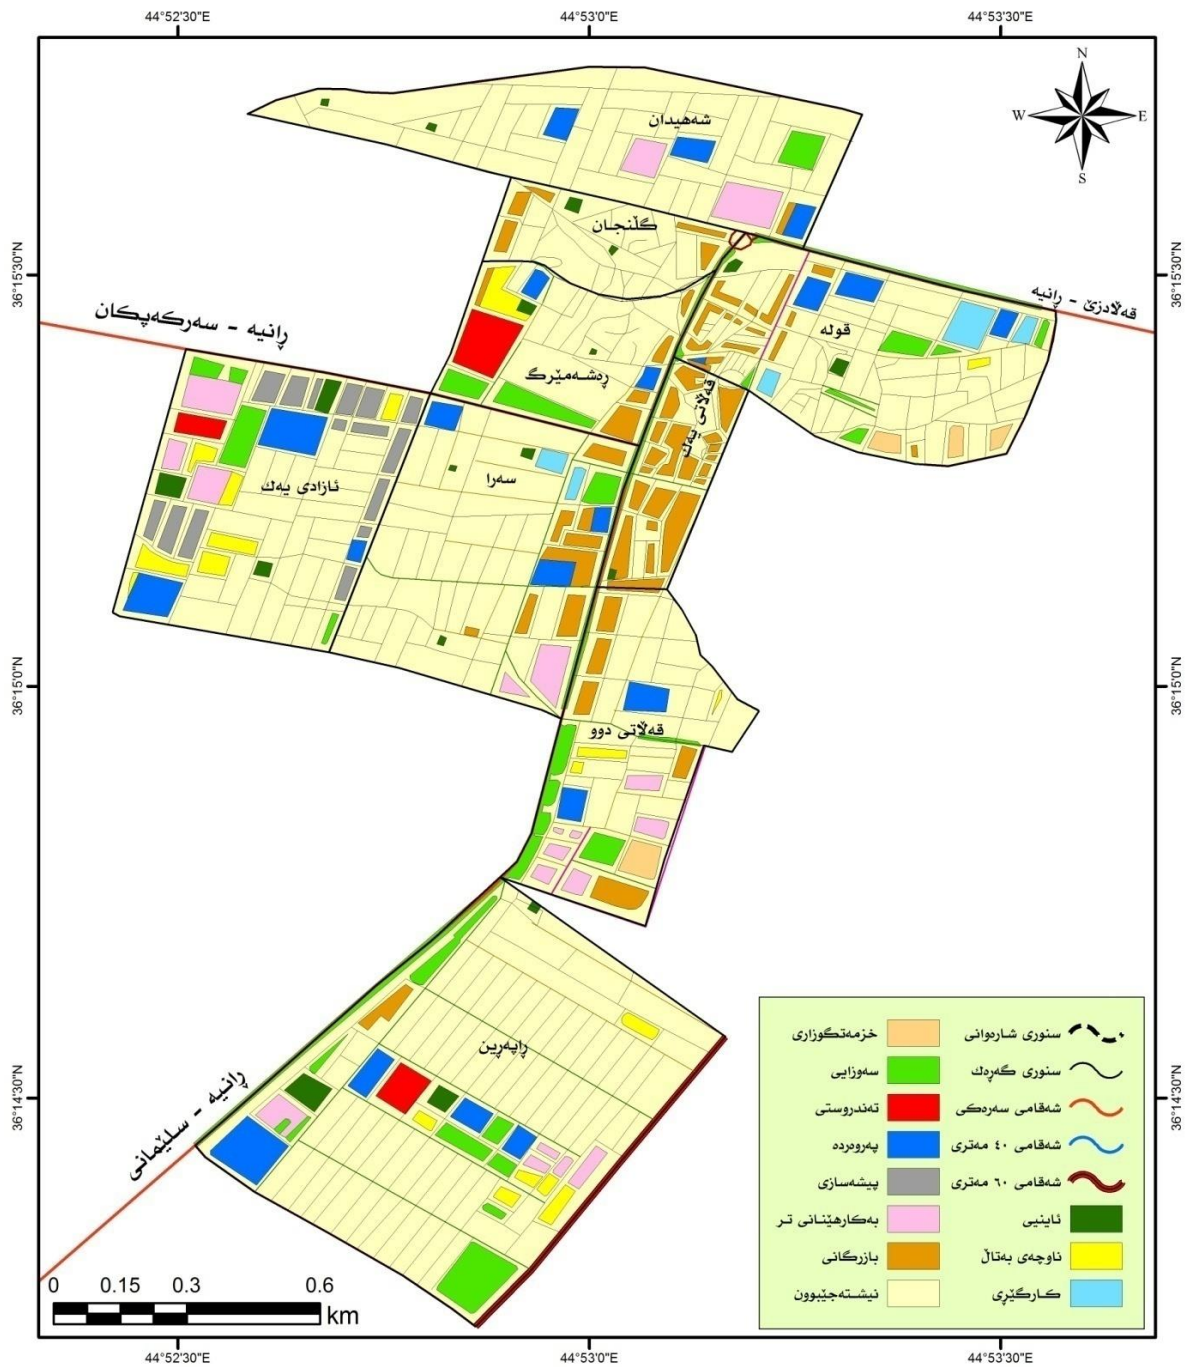 44°52'30"E
44°53'0"E
44°53'30"E
N
W
E
S
شەهیدان
گڵنجان
36°15'30"N
36°15'30"N
قەڵادزێ - ڕانیە
ڕانیە - سەرکەپکان
قولە
ڕەشەمێرگ
قەڵاتی یەك
سەرا
ئازادی یەك
36°15'0"N
36°15'0"N
قەڵاتی دوو
ڕاپەڕین
ڕانیە - سلێمانی
36°14'30"N
36°14'30"N
سنوری شارەوانی
خزمەتگوزاری
سنوری گەڕەك
سەوزایی
شەقامی سەرەکی
تەندروستی
شەقامی ٤٠ مەتری
پەروەردە
شەقامی ٦٠ مەتری
پیشەسازی
ئاینیی
بەکارهێنانی تر
ناوچەی بەتاڵ
بازرگانی
کارگێڕی
نیشتەجێبوون
0 0.15 0.3 0.6
km
44°52'30"E
44°53'0"E
44°53'30"E